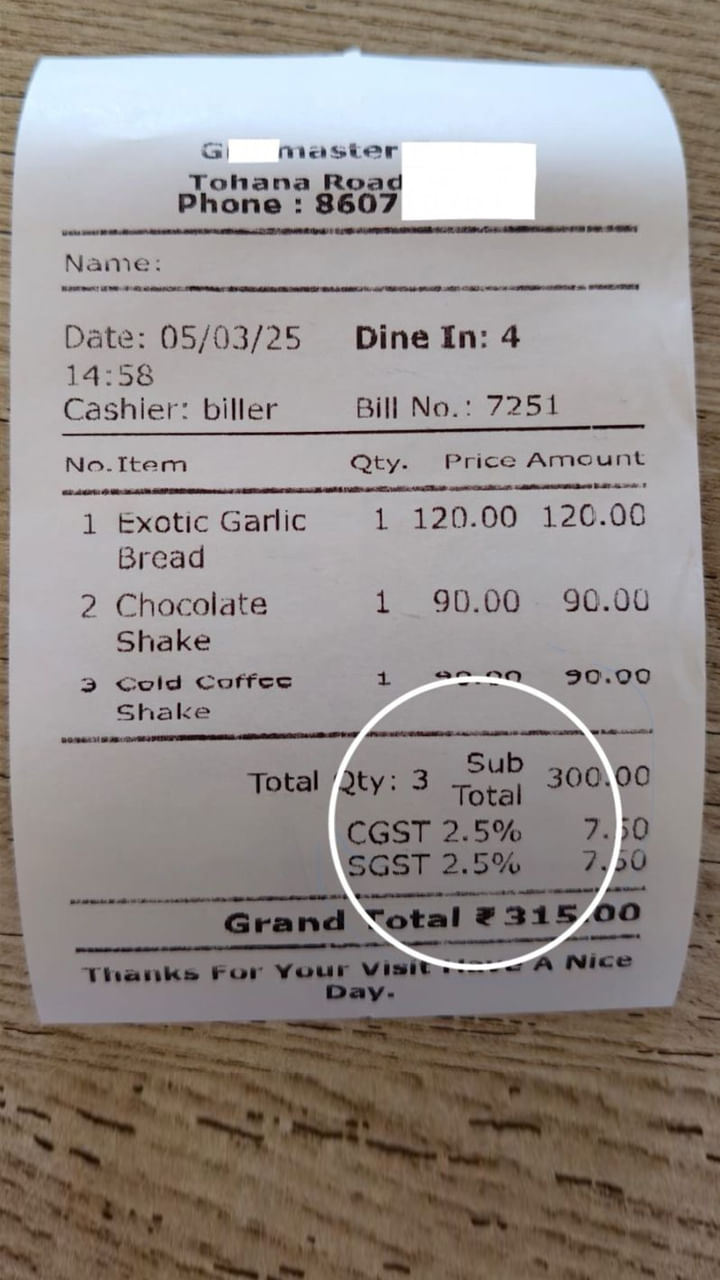 master
Tohana Road
Phone : 8607
Name:
Date: 05/03/25 Dine In: 4
14:58
Cashier: biller Bill No.: 7251
No. Item Qty. Price Amount
1 Exotic Garlic 1 120.00 120.00
Bread
2 Chocolate 1 90.00 90.00
Shake
3 Cold Coffee 1 90.00 90.00
Shake
Total Qty: 3 Sub Total 300.00
CGST 2.5% 7.50
SGST 2.5% 7.50
Grand Total ₹315.00
Thanks For Your Visit Have A Nice
Day.